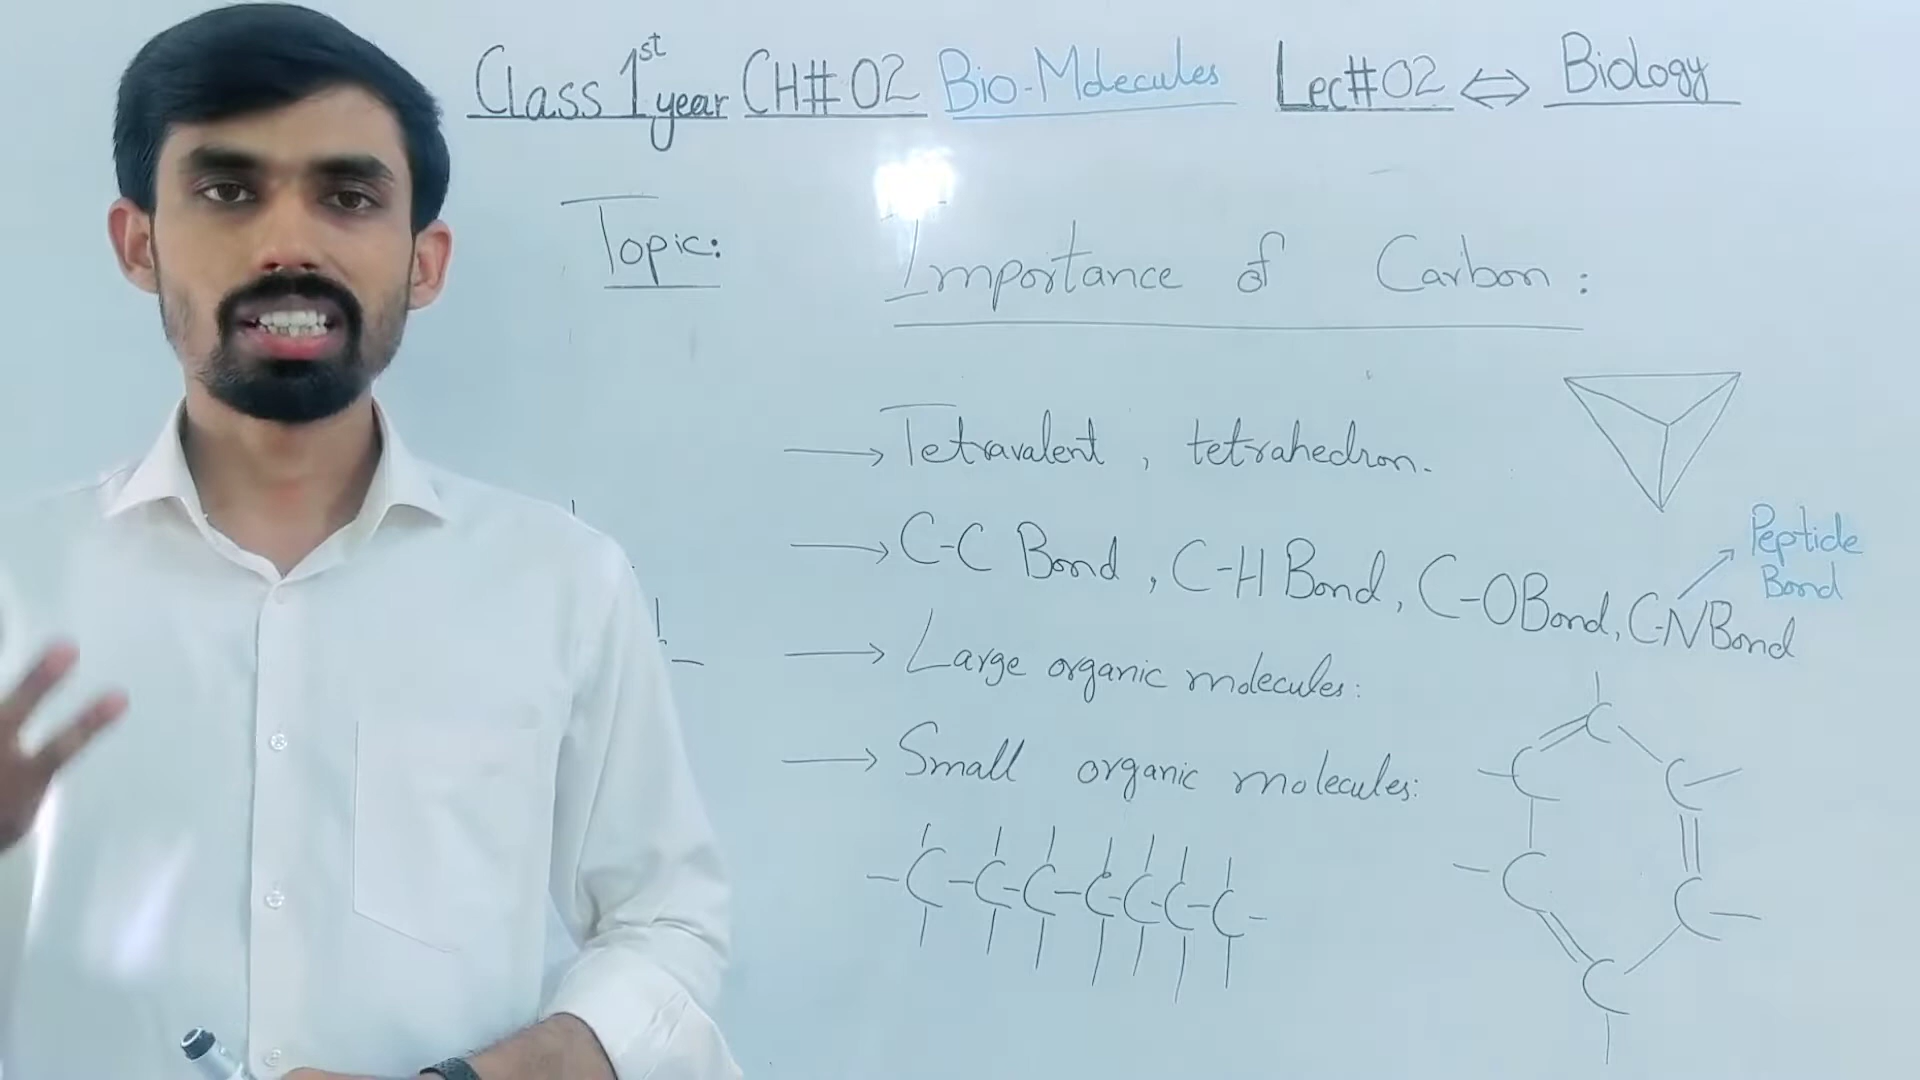 Class 1st year CH# 02 Bio-Molecules Lec# 02 ⇔ Biology
Topic: Importance of Carbon:
→ Tetravalent, tetrahedron.
→ C-C Bond, C-H Bond, C-O Bond, C-N Bond
Peptide
Bond
→ Large organic molecules:
→ Small organic molecules:
-C-C-C-C-C-C-C-
C
C C
C C
C